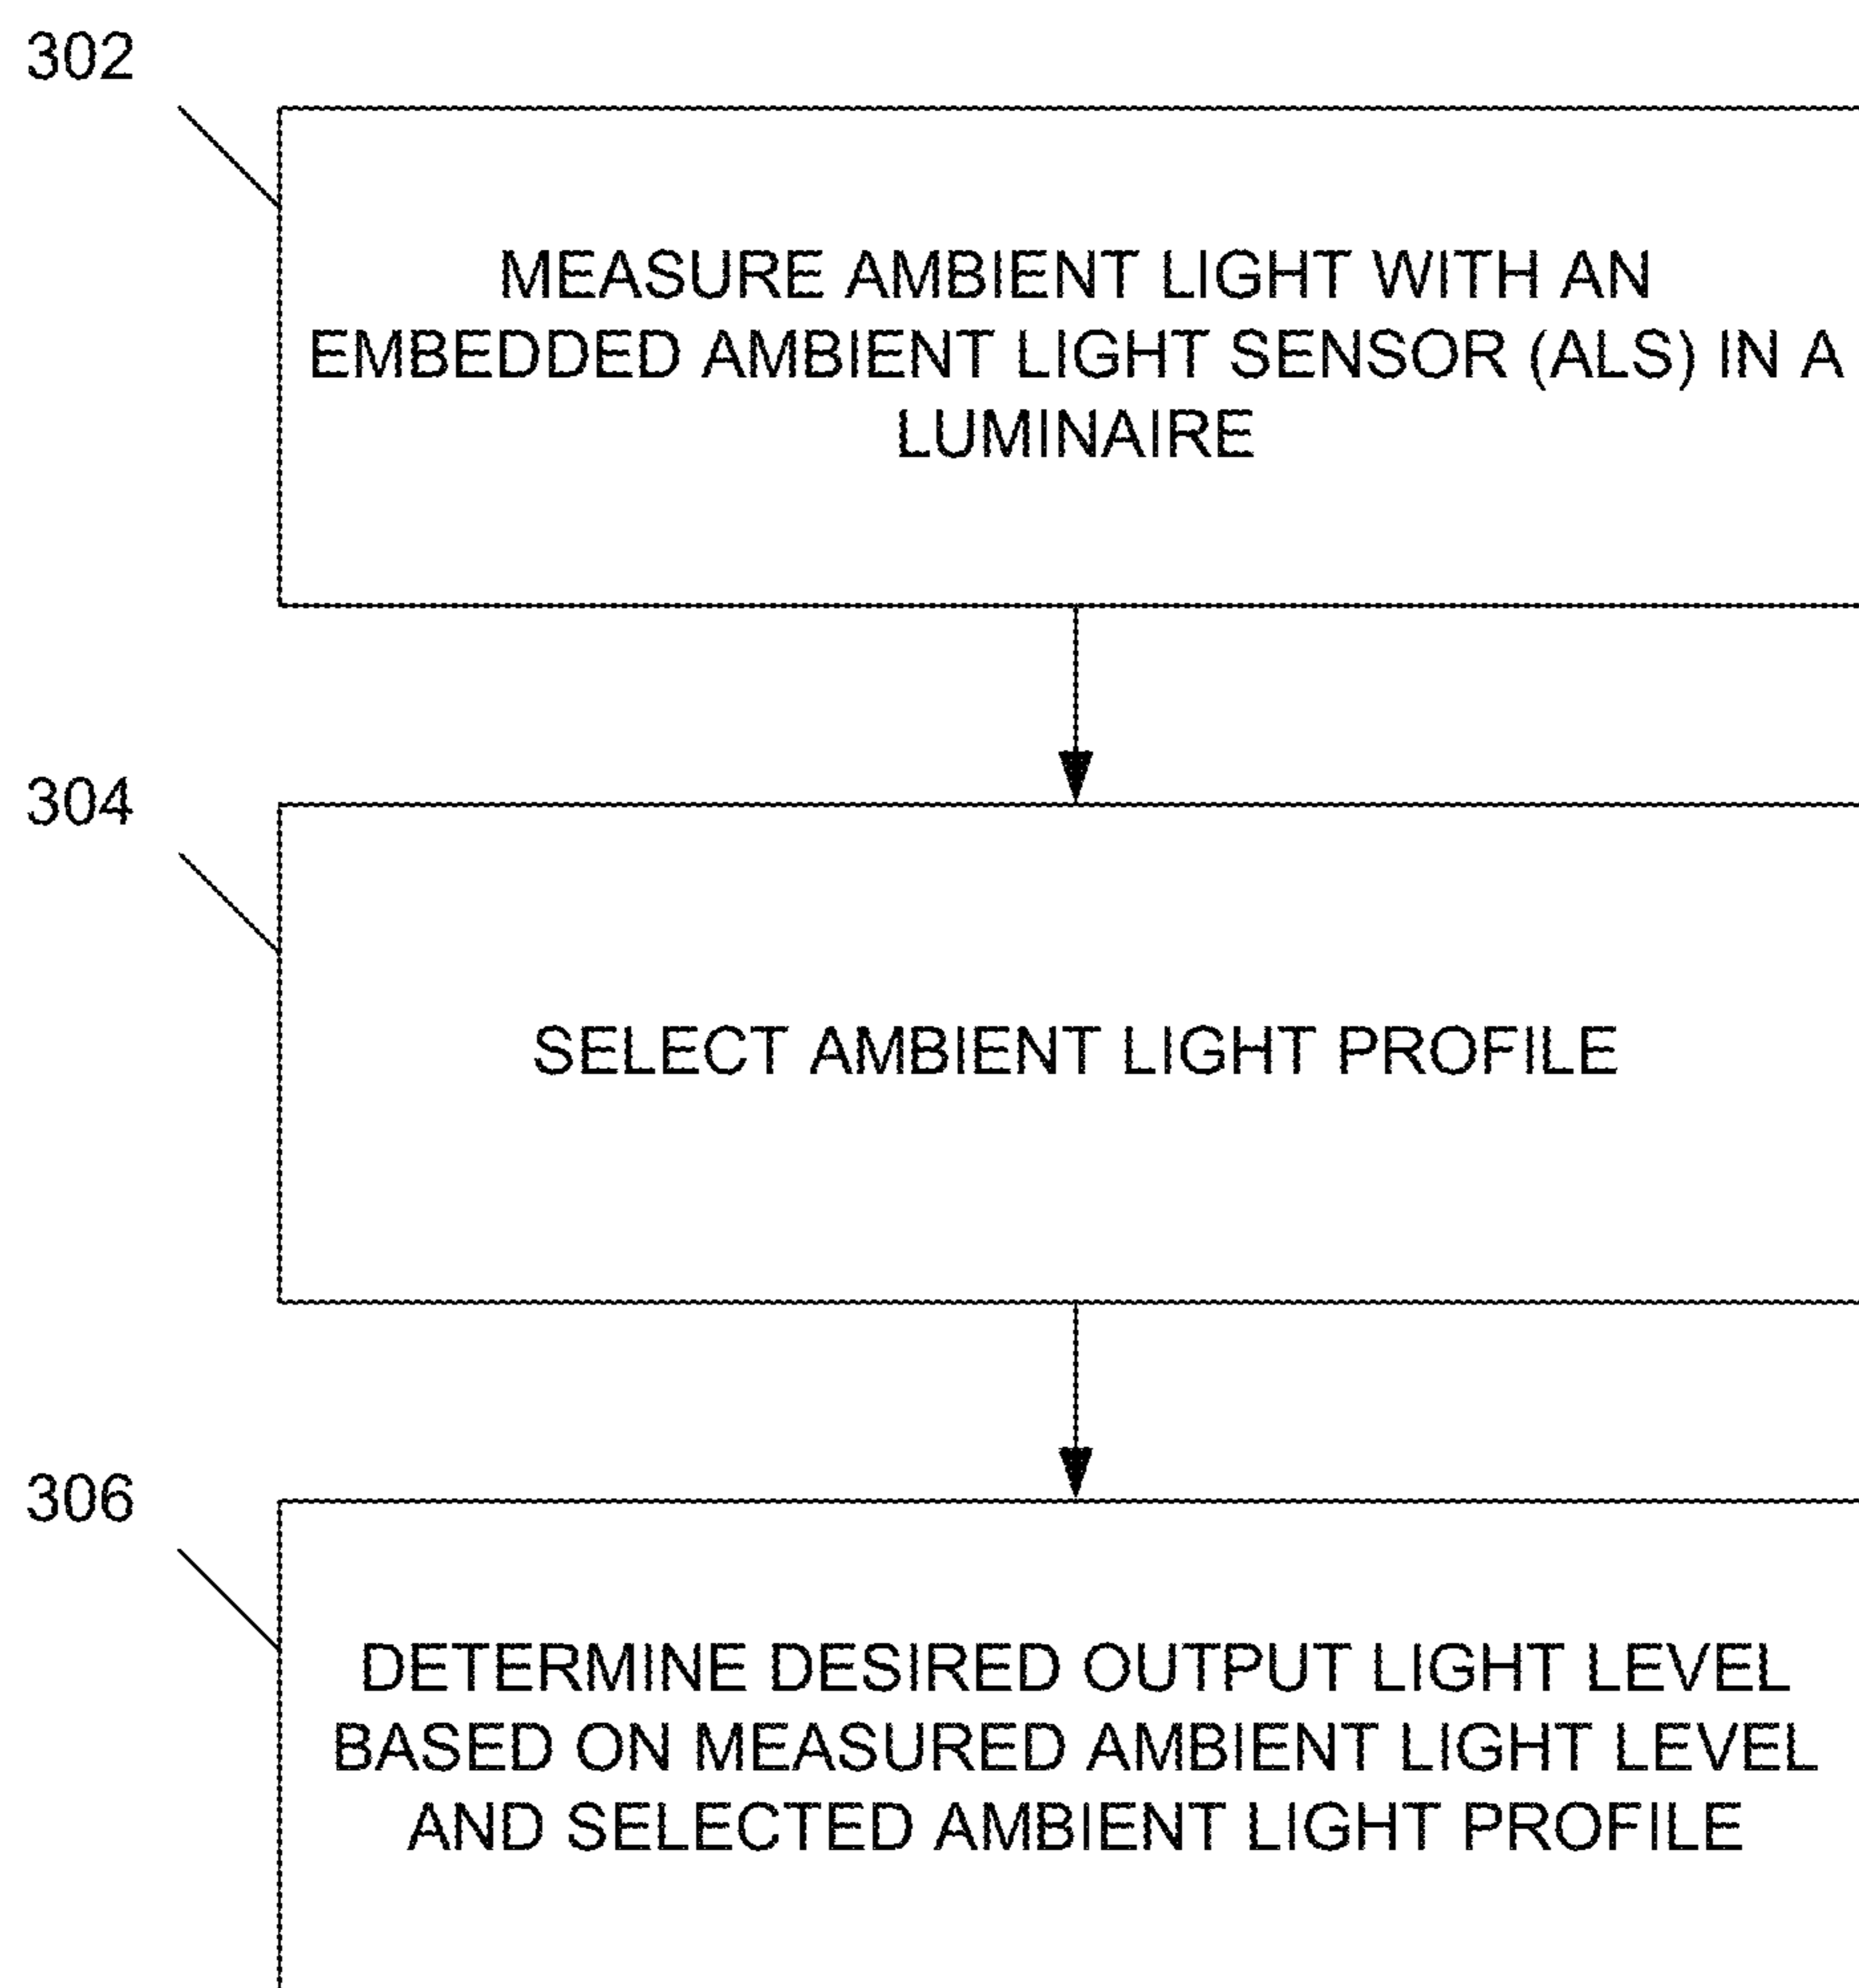 302
MEASURE AMBIENT LIGHT WITH AN
EMBEDDED AMBIENT LIGHT SENSOR (ALS) IN A
LUMINAIRE
304
SELECT AMBIENT LIGHT PROFILE
306
DETERMINE DESIRED OUTPUT LIGHT LEVEL
BASED ON MEASURED AMBIENT LIGHT LEVEL
AND SELECTED AMBIENT LIGHT PROFILE